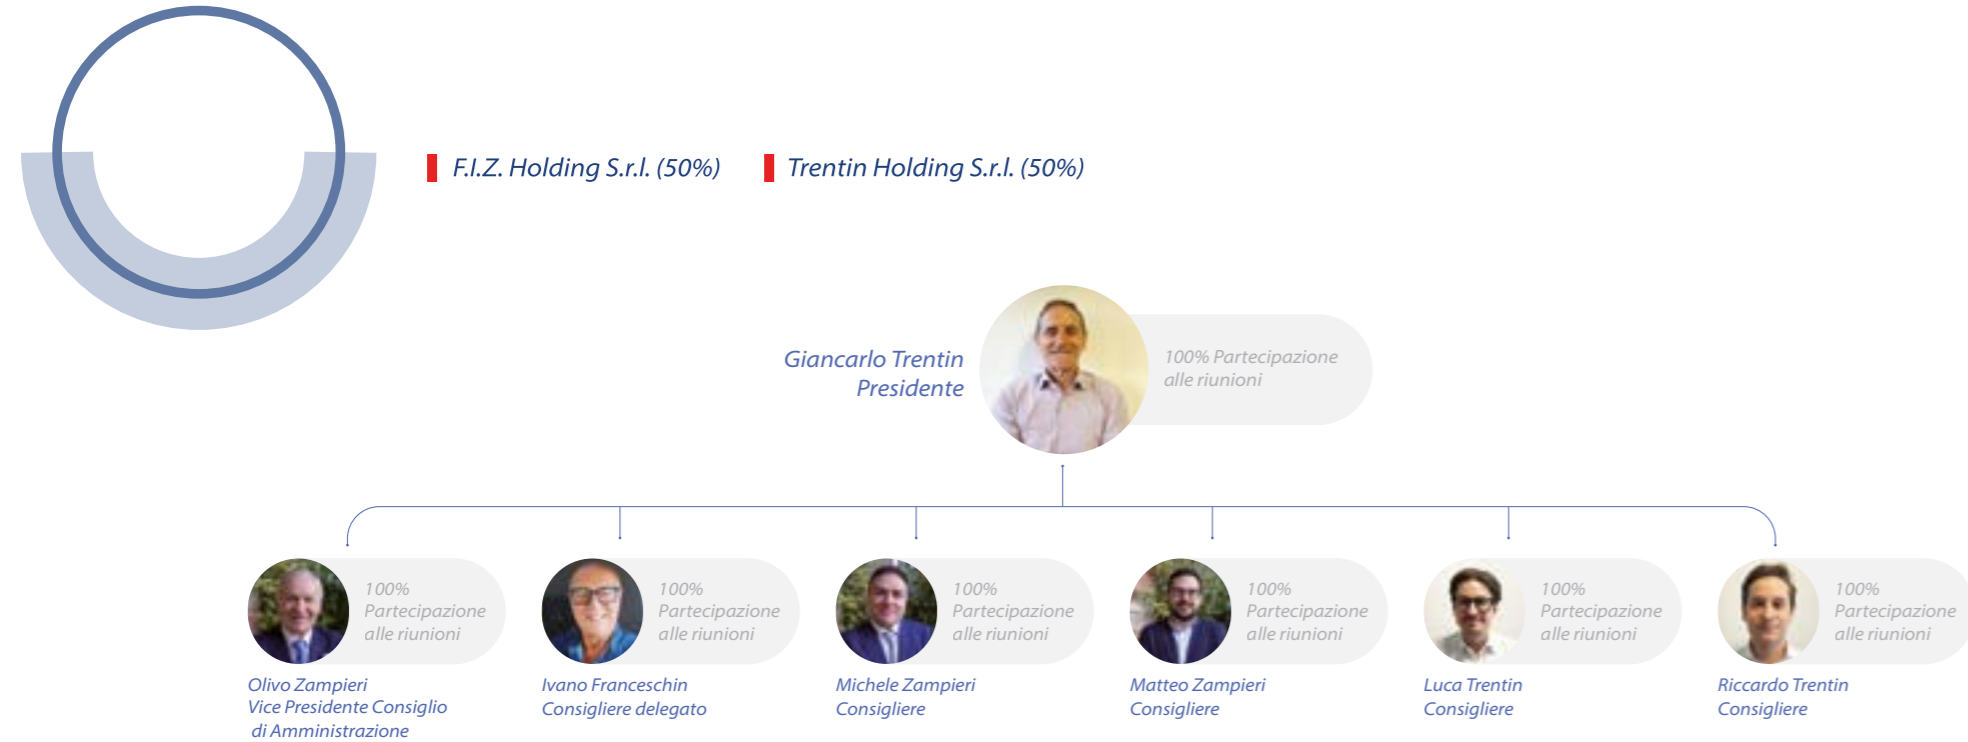 F.I.Z. Holding S.r.l. (50%)
Trentin Holding S.r.l. (50%)
Giancarlo Trentin
Presidente
100% Partecipazione
alle riunioni
100%
Partecipazione
alle riunioni
Olivo Zampieri
Vice Presidente Consiglio
di Amministrazione
100%
Partecipazione
alle riunioni
Ivano Franceschin
Consigliere delegato
100%
Partecipazione
alle riunioni
Michele Zampieri
Consigliere
100%
Partecipazione
alle riunioni
Matteo Zampieri
Consigliere
100%
Partecipazione
alle riunioni
Luca Trentin
Consigliere
100%
Partecipazione
alle riunioni
Riccardo Trentin
Consigliere